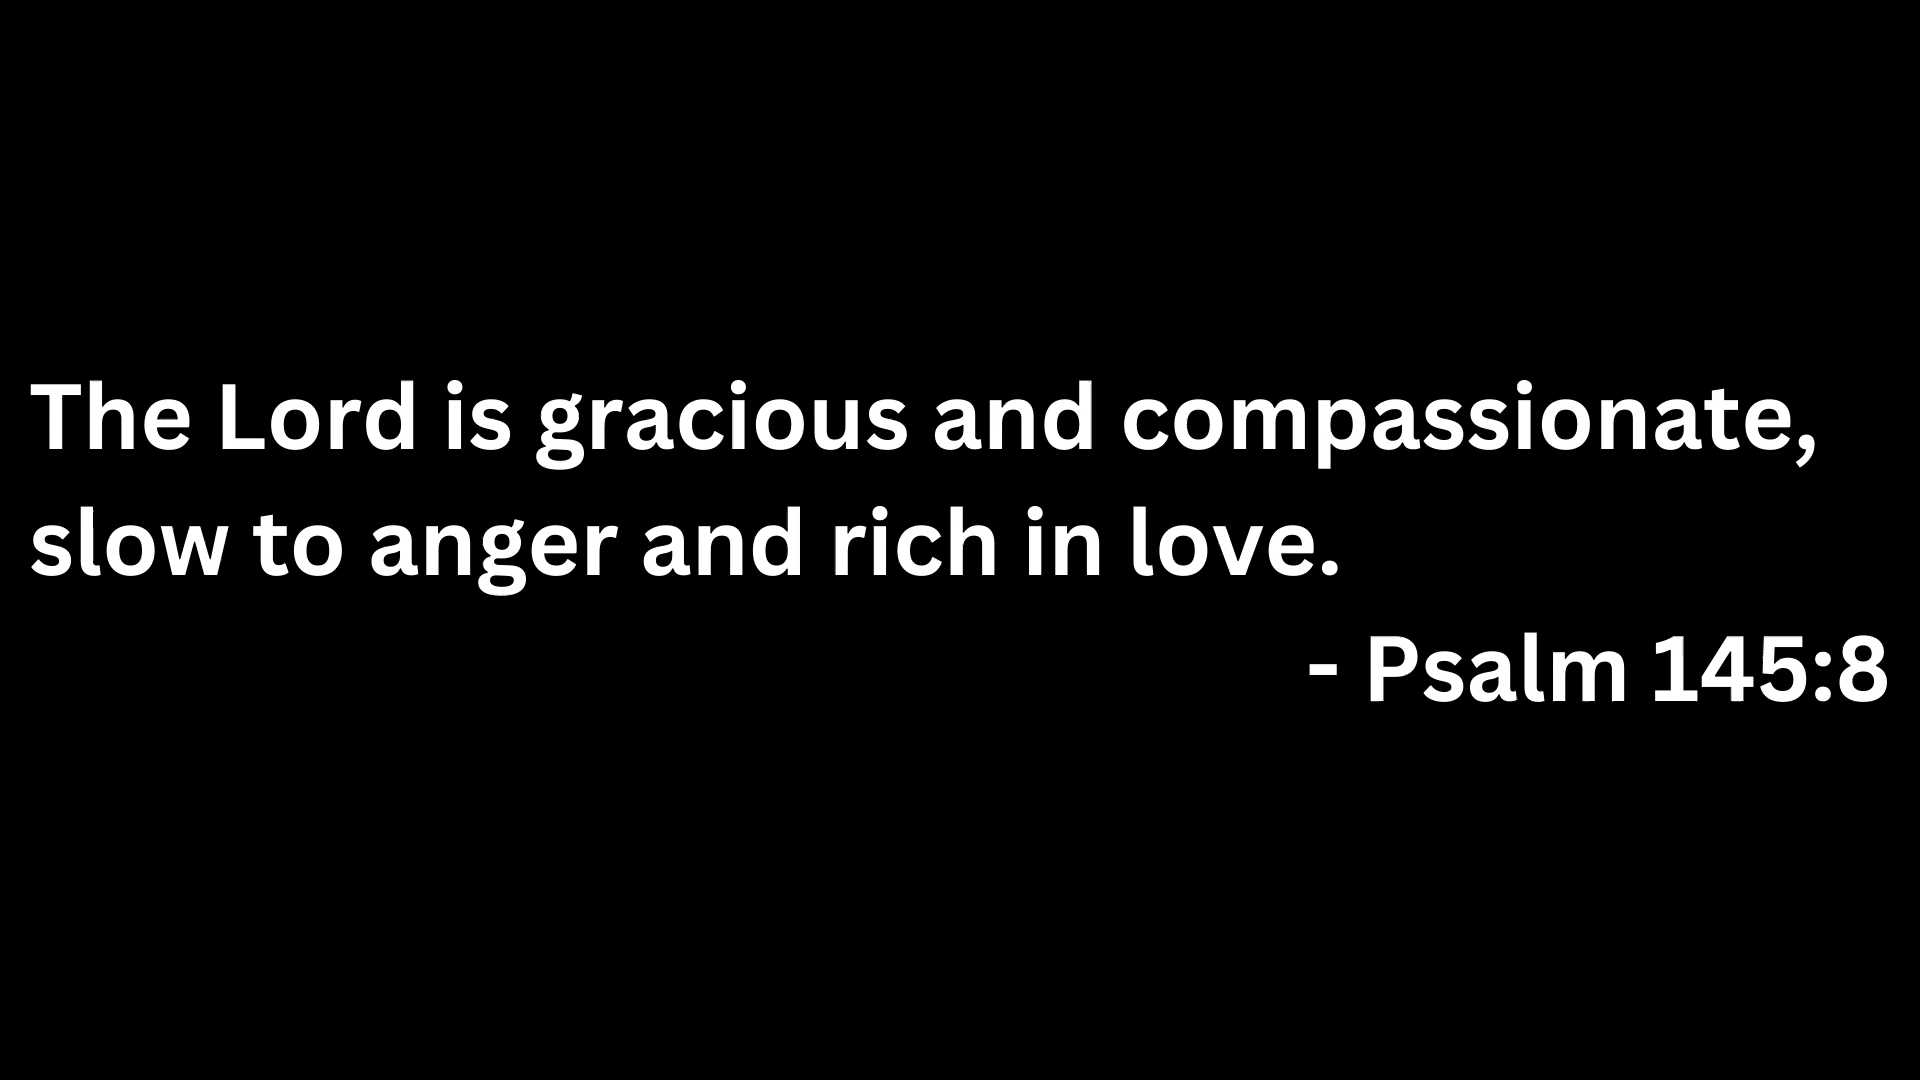 The Lord is gracious and compassionate,
slow to anger and rich in love.
- Psalm 145:8